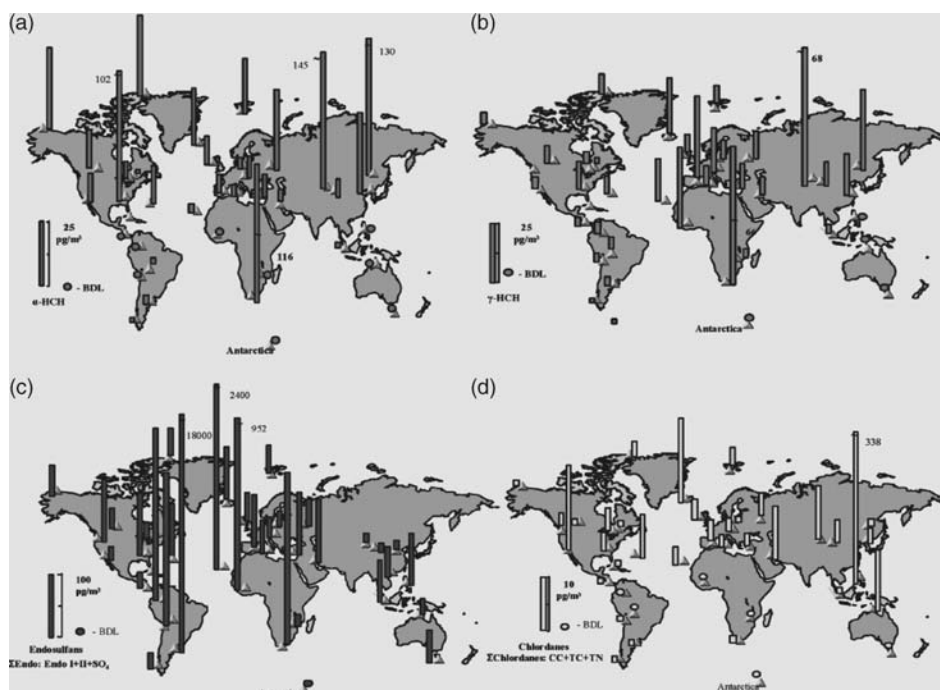 (a)
130
145
102
25
pg/m³
- BDL
α-HCH
116
Antarctica
(b)
68
25
pg/m³
- BDL
γ-HCH
66
Antarctica
(c)
2400
18000
952
100
pg/m³
- BDL
Endosulfans
ΣEndo: Endo I+II+SO₄
(d)
338
10
pg/m³
- BDL
Chlordanes
ΣChlordanes: CC+TC+TN
Antarctica